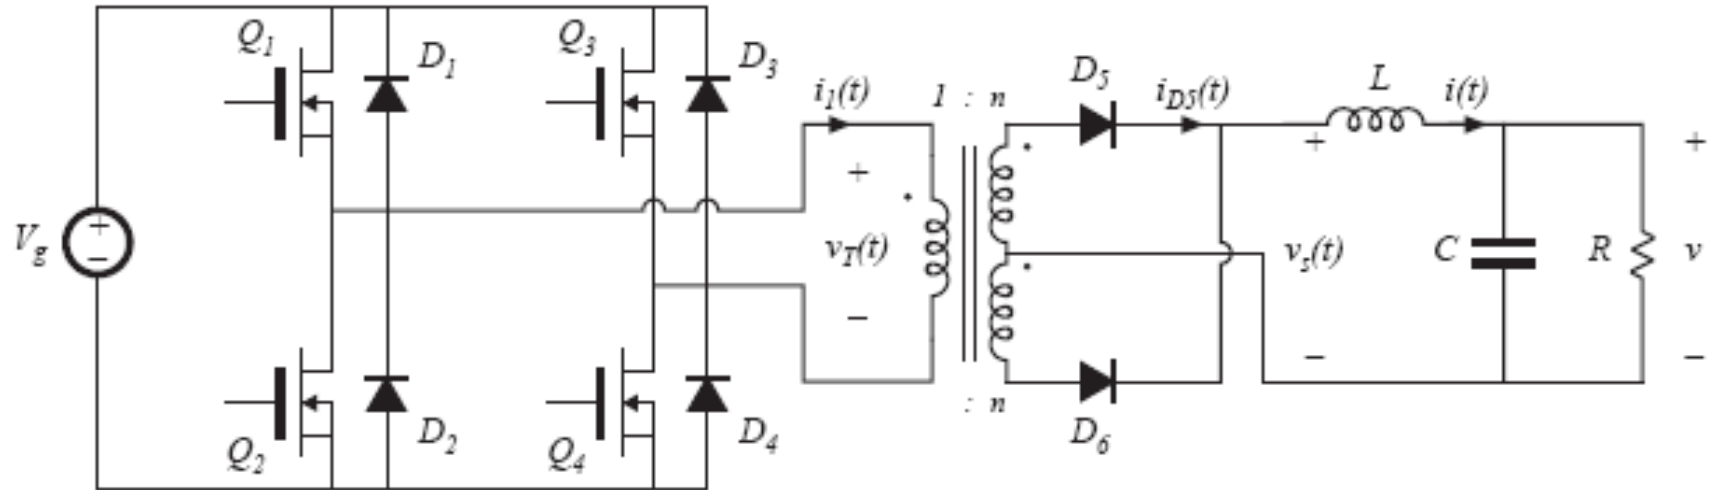 Q1 D1 Q3 D3
i1(t) 1 : n D5 iD5(t) L i(t)
+ + +
Vg + − vT(t) vs(t) C R v
− − −
Q2 D2 Q4 D4 : n D6